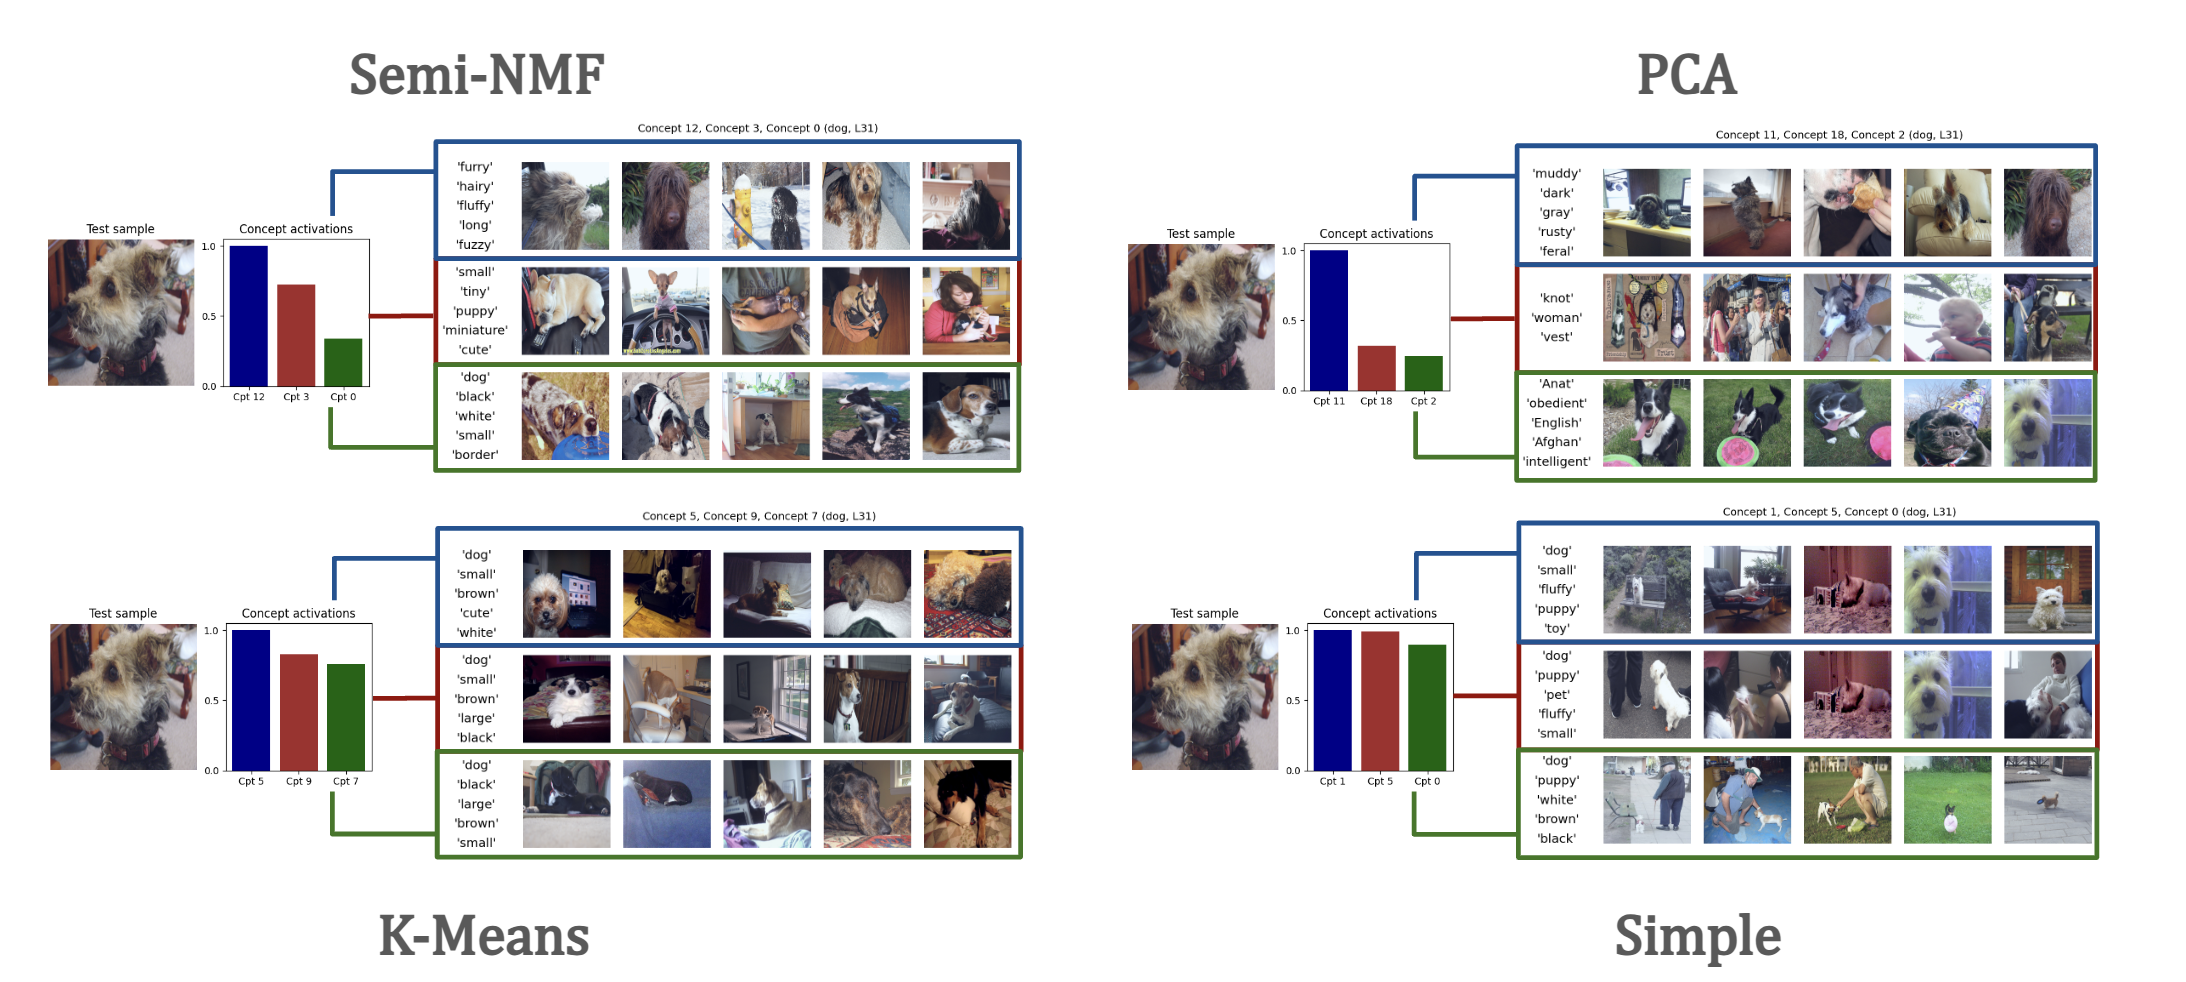 Semi-NMF
Concept 12, Concept 3, Concept 0 (dog, L31)
Test sample
Concept activations
1.0
0.5
0.0
Cpt 12 Cpt 3 Cpt 0
'furry'
'hairy'
'fluffy'
'long'
'fuzzy'
'small'
'tiny'
'puppy'
'miniature'
'cute'
'dog'
'black'
'white'
'small'
'border'
PCA
Concept 11, Concept 18, Concept 2 (dog, L31)
Test sample
Concept activations
1.0
0.5
0.0
Cpt 11 Cpt 18 Cpt 2
'muddy'
'dark'
'gray'
'rusty'
'feral'
'knot'
'woman'
'vest'
'Anat'
'obedient'
'English'
'Afghan'
'intelligent'
Concept 5, Concept 9, Concept 7 (dog, L31)
Test sample
Concept activations
1.0
0.5
0.0
Cpt 5 Cpt 9 Cpt 7
'dog'
'small'
'brown'
'cute'
'white'
'dog'
'small'
'brown'
'large'
'black'
'dog'
'black'
'large'
'brown'
'small'
K-Means
Concept 1, Concept 5, Concept 0 (dog, L31)
Test sample
Concept activations
1.0
0.5
0.0
Cpt 1 Cpt 5 Cpt 0
'dog'
'small'
'fluffy'
'puppy'
'toy'
'dog'
'puppy'
'pet'
'fluffy'
'small'
'dog'
'puppy'
'white'
'brown'
'black'
Simple